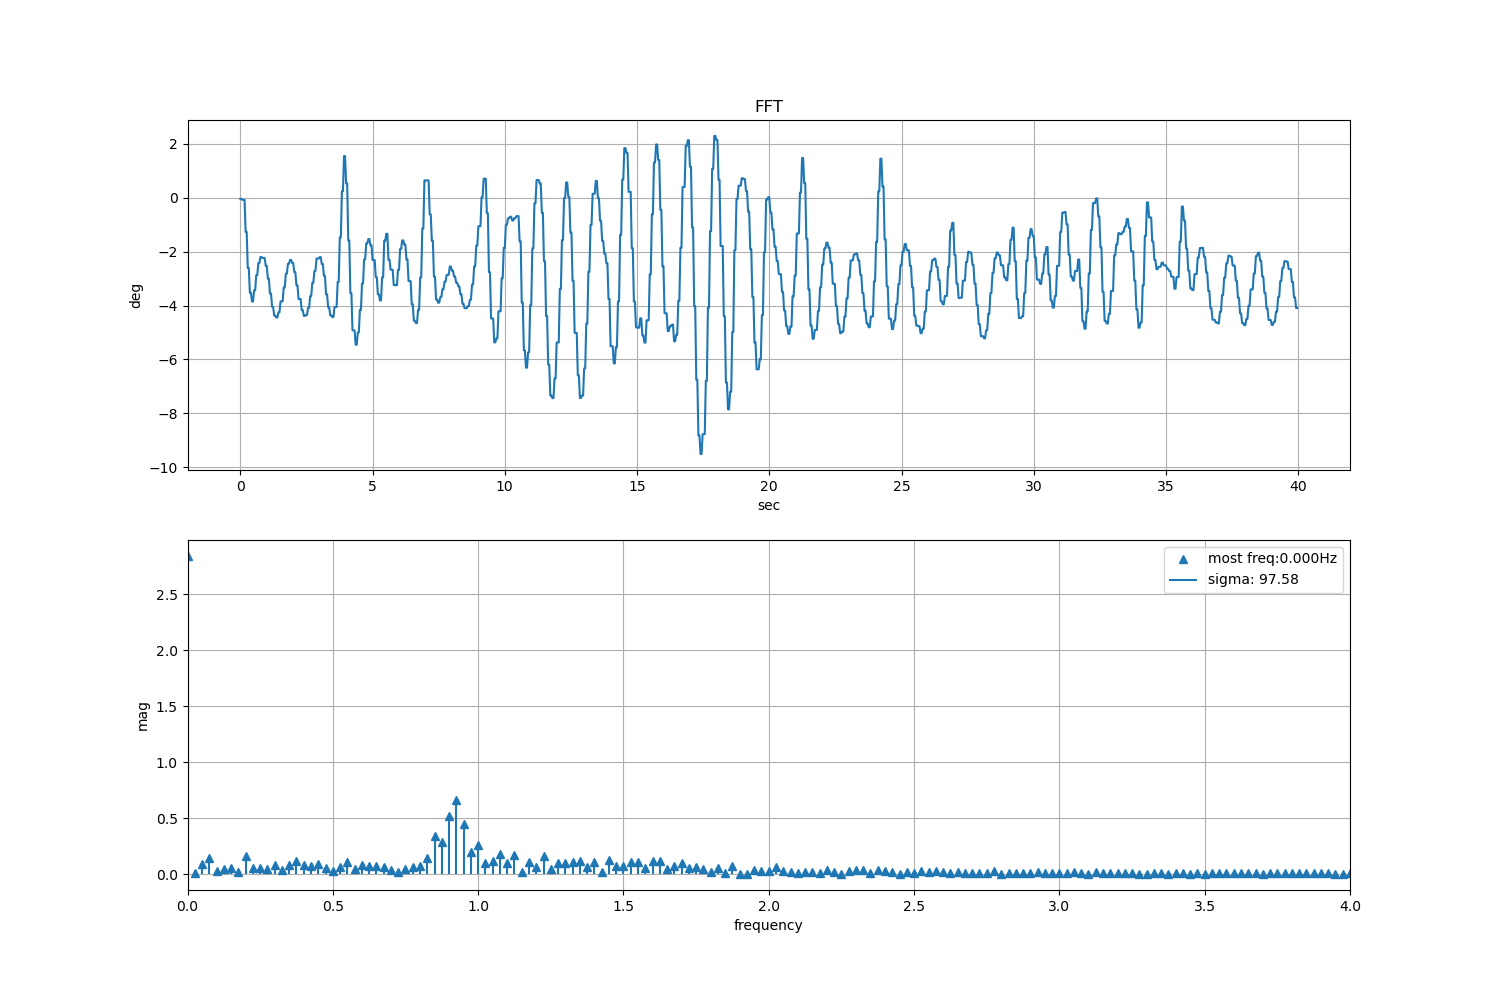 FFT
2
0
−2
−4
−6
−8
−10
deg
0 5 10 15 20 25 30 35 40
sec
most freq:0.000Hz
sigma: 97.58
2.5
2.0
1.5
1.0
0.5
0.0
mag
0.0 0.5 1.0 1.5 2.0 2.5 3.0 3.5 4.0
frequency